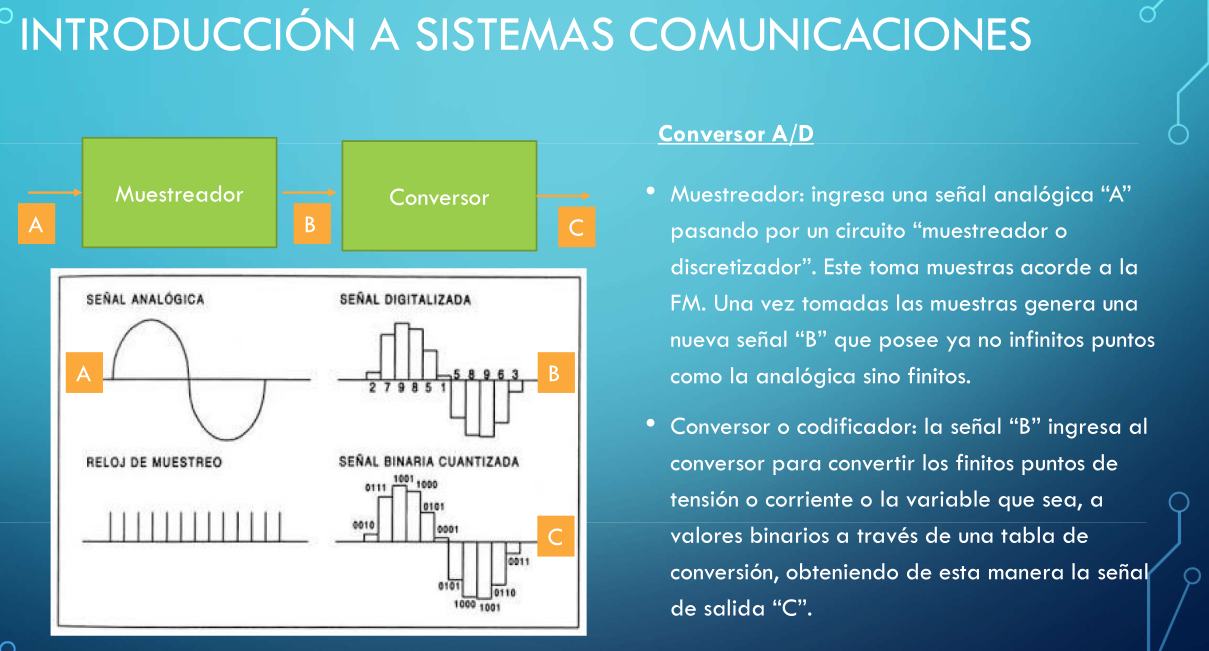 INTRODUCCIÓN A SISTEMAS COMUNICACIONES
Muestreador
Conversor
A
B
C
SEÑAL ANALÓGICA
SEÑAL DIGITALIZADA
A
B
5 8 9 6 3
2 7 9 8 5 1
RELOJ DE MUESTREO
SEÑAL BINARIA CUANTIZADA
1001
0111
1000
0101
0010
0001
C
0011
0101
0110
1000
1001
Conversor A/D
• Muestreador: ingresa una señal analógica “A”
pasando por un circuito “muestreador o
discretizador”. Este toma muestras acorde a la
FM. Una vez tomadas las muestras genera una
nueva señal “B” que posee ya no infinitos puntos
como la analógica sino finitos.
• Conversor o codificador: la señal “B” ingresa al
conversor para convertir los finitos puntos de
tensión o corriente o la variable que sea, a
valores binarios a través de una tabla de
conversión, obteniendo de esta manera la señal
de salida “C”.